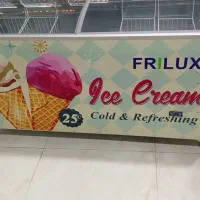 FRILUX
Ice Cream
Cold & Refreshing
25¢